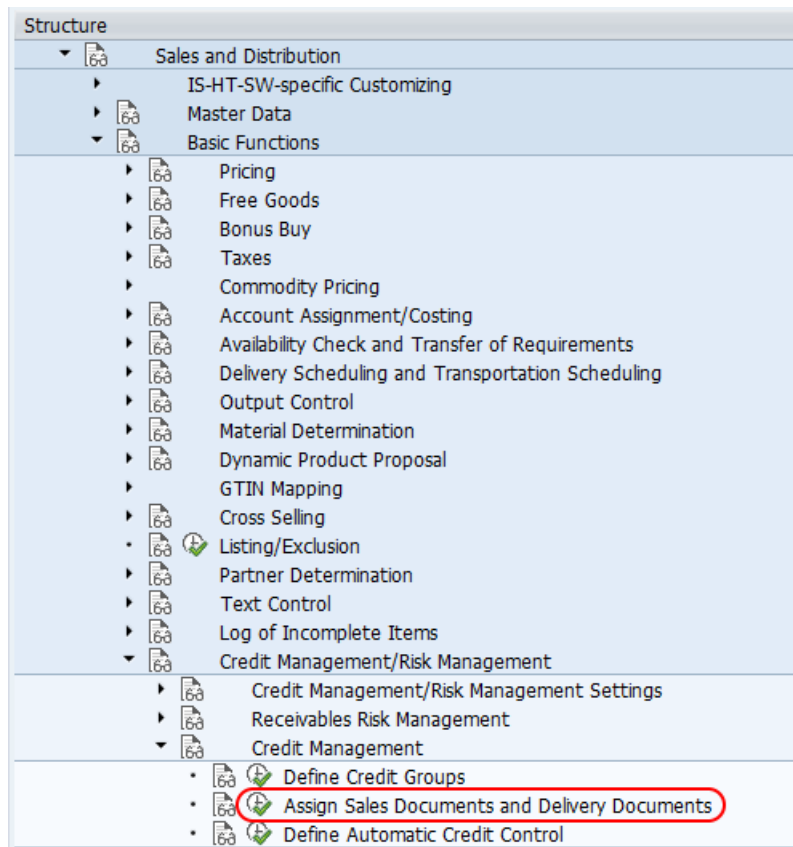 Structure
Sales and Distribution
IS-HT-SW-specific Customizing
Master Data
Basic Functions
Pricing
Free Goods
Bonus Buy
Taxes
Commodity Pricing
Account Assignment/Costing
Availability Check and Transfer of Requirements
Delivery Scheduling and Transportation Scheduling
Output Control
Material Determination
Dynamic Product Proposal
GTIN Mapping
Cross Selling
Listing/Exclusion
Partner Determination
Text Control
Log of Incomplete Items
Credit Management/Risk Management
Credit Management/Risk Management Settings
Receivables Risk Management
Credit Management
Define Credit Groups
Assign Sales Documents and Delivery Documents
Define Automatic Credit Control